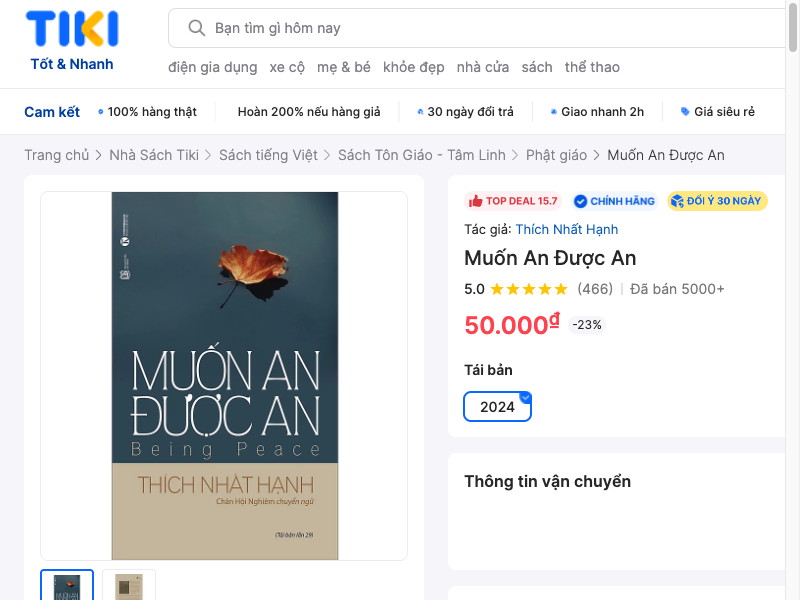 TIKI
Tốt & Nhanh
Bạn tìm gì hôm nay
điện gia dụng xe cộ mẹ & bé khỏe đẹp nhà cửa sách thể thao
Cam kết 100% hàng thật Hoàn 200% nếu hàng giả 30 ngày đổi trả Giao nhanh 2h Giá siêu rẻ
Trang chủ > Nhà Sách Tiki > Sách tiếng Việt > Sách Tôn Giáo - Tâm Linh > Phật giáo > Muốn An Được An
TOP DEAL 15.7 CHÍNH HÃNG ĐỔI Ý 30 NGÀY
Tác giả: Thích Nhất Hạnh
Muốn An Được An
5.0 (466) Đã bán 5000+
50.000₫ -23%
Tái bản
2024
Thông tin vận chuyển
MUỐN AN
ĐƯỢC AN
Being Peace
THÍCH NHẤT HẠNH
Chân Hội Nghiêm chuyển ngữ
(Tái bản lần 29)